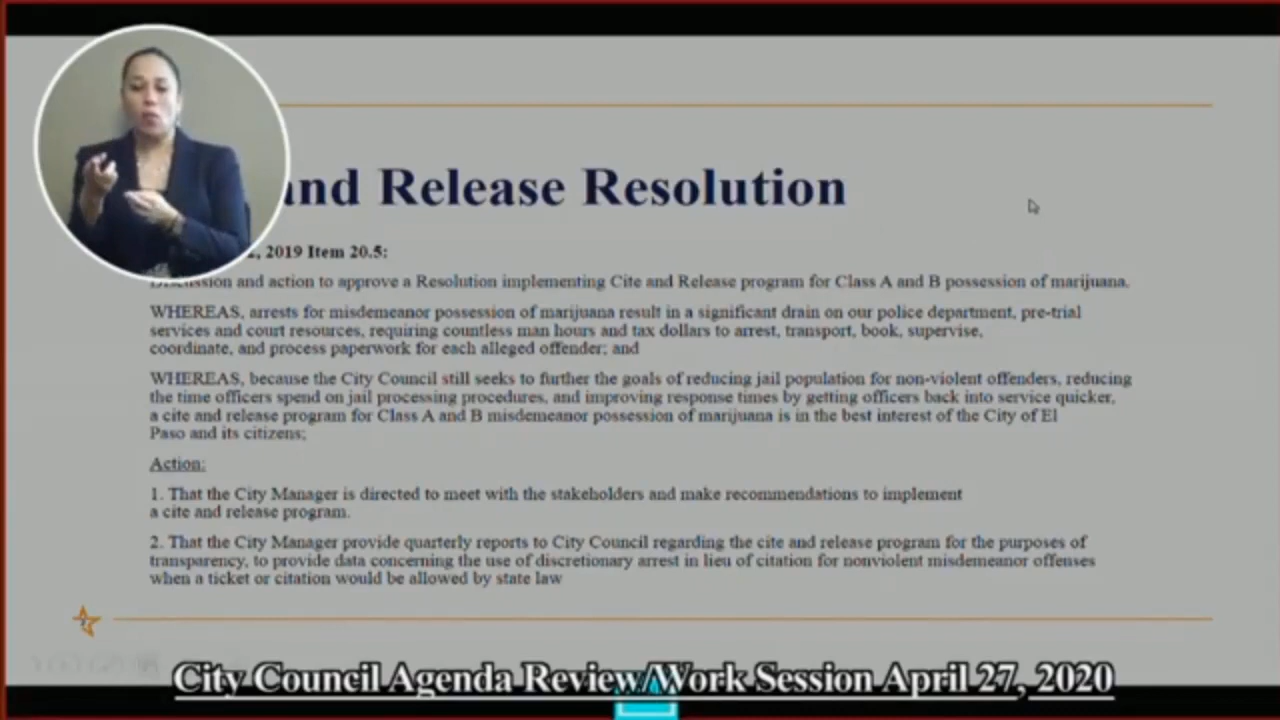 and Release Resolution
, 2019 Item 20.5:
Discussion and action to approve a Resolution implementing Cite and Release program for Class A and B possession of marijuana.
WHEREAS, arrests for misdemeanor possession of marijuana result in a significant drain on our police department, pre-trial
services and court resources, requiring countless man hours and tax dollars to arrest, transport, book, supervise,
coordinate, and process paperwork for each alleged offender; and
WHEREAS, because the City Council still seeks to further the goals of reducing jail population for non-violent offenders, reducing
the time officers spend on jail processing procedures, and improving response times by getting officers back into service quicker,
a cite and release program for Class A and B misdemeanor possession of marijuana is in the best interest of the City of El
Paso and its citizens;
Action:
1. That the City Manager is directed to meet with the stakeholders and make recommendations to implement
a cite and release program.
2. That the City Manager provide quarterly reports to City Council regarding the cite and release program for the purposes of
transparency, to provide data concerning the use of discretionary arrest in lieu of citation for nonviolent misdemeanor offenses
when a ticket or citation would be allowed by state law
City Council Agenda Review/Work Session April 27, 2020